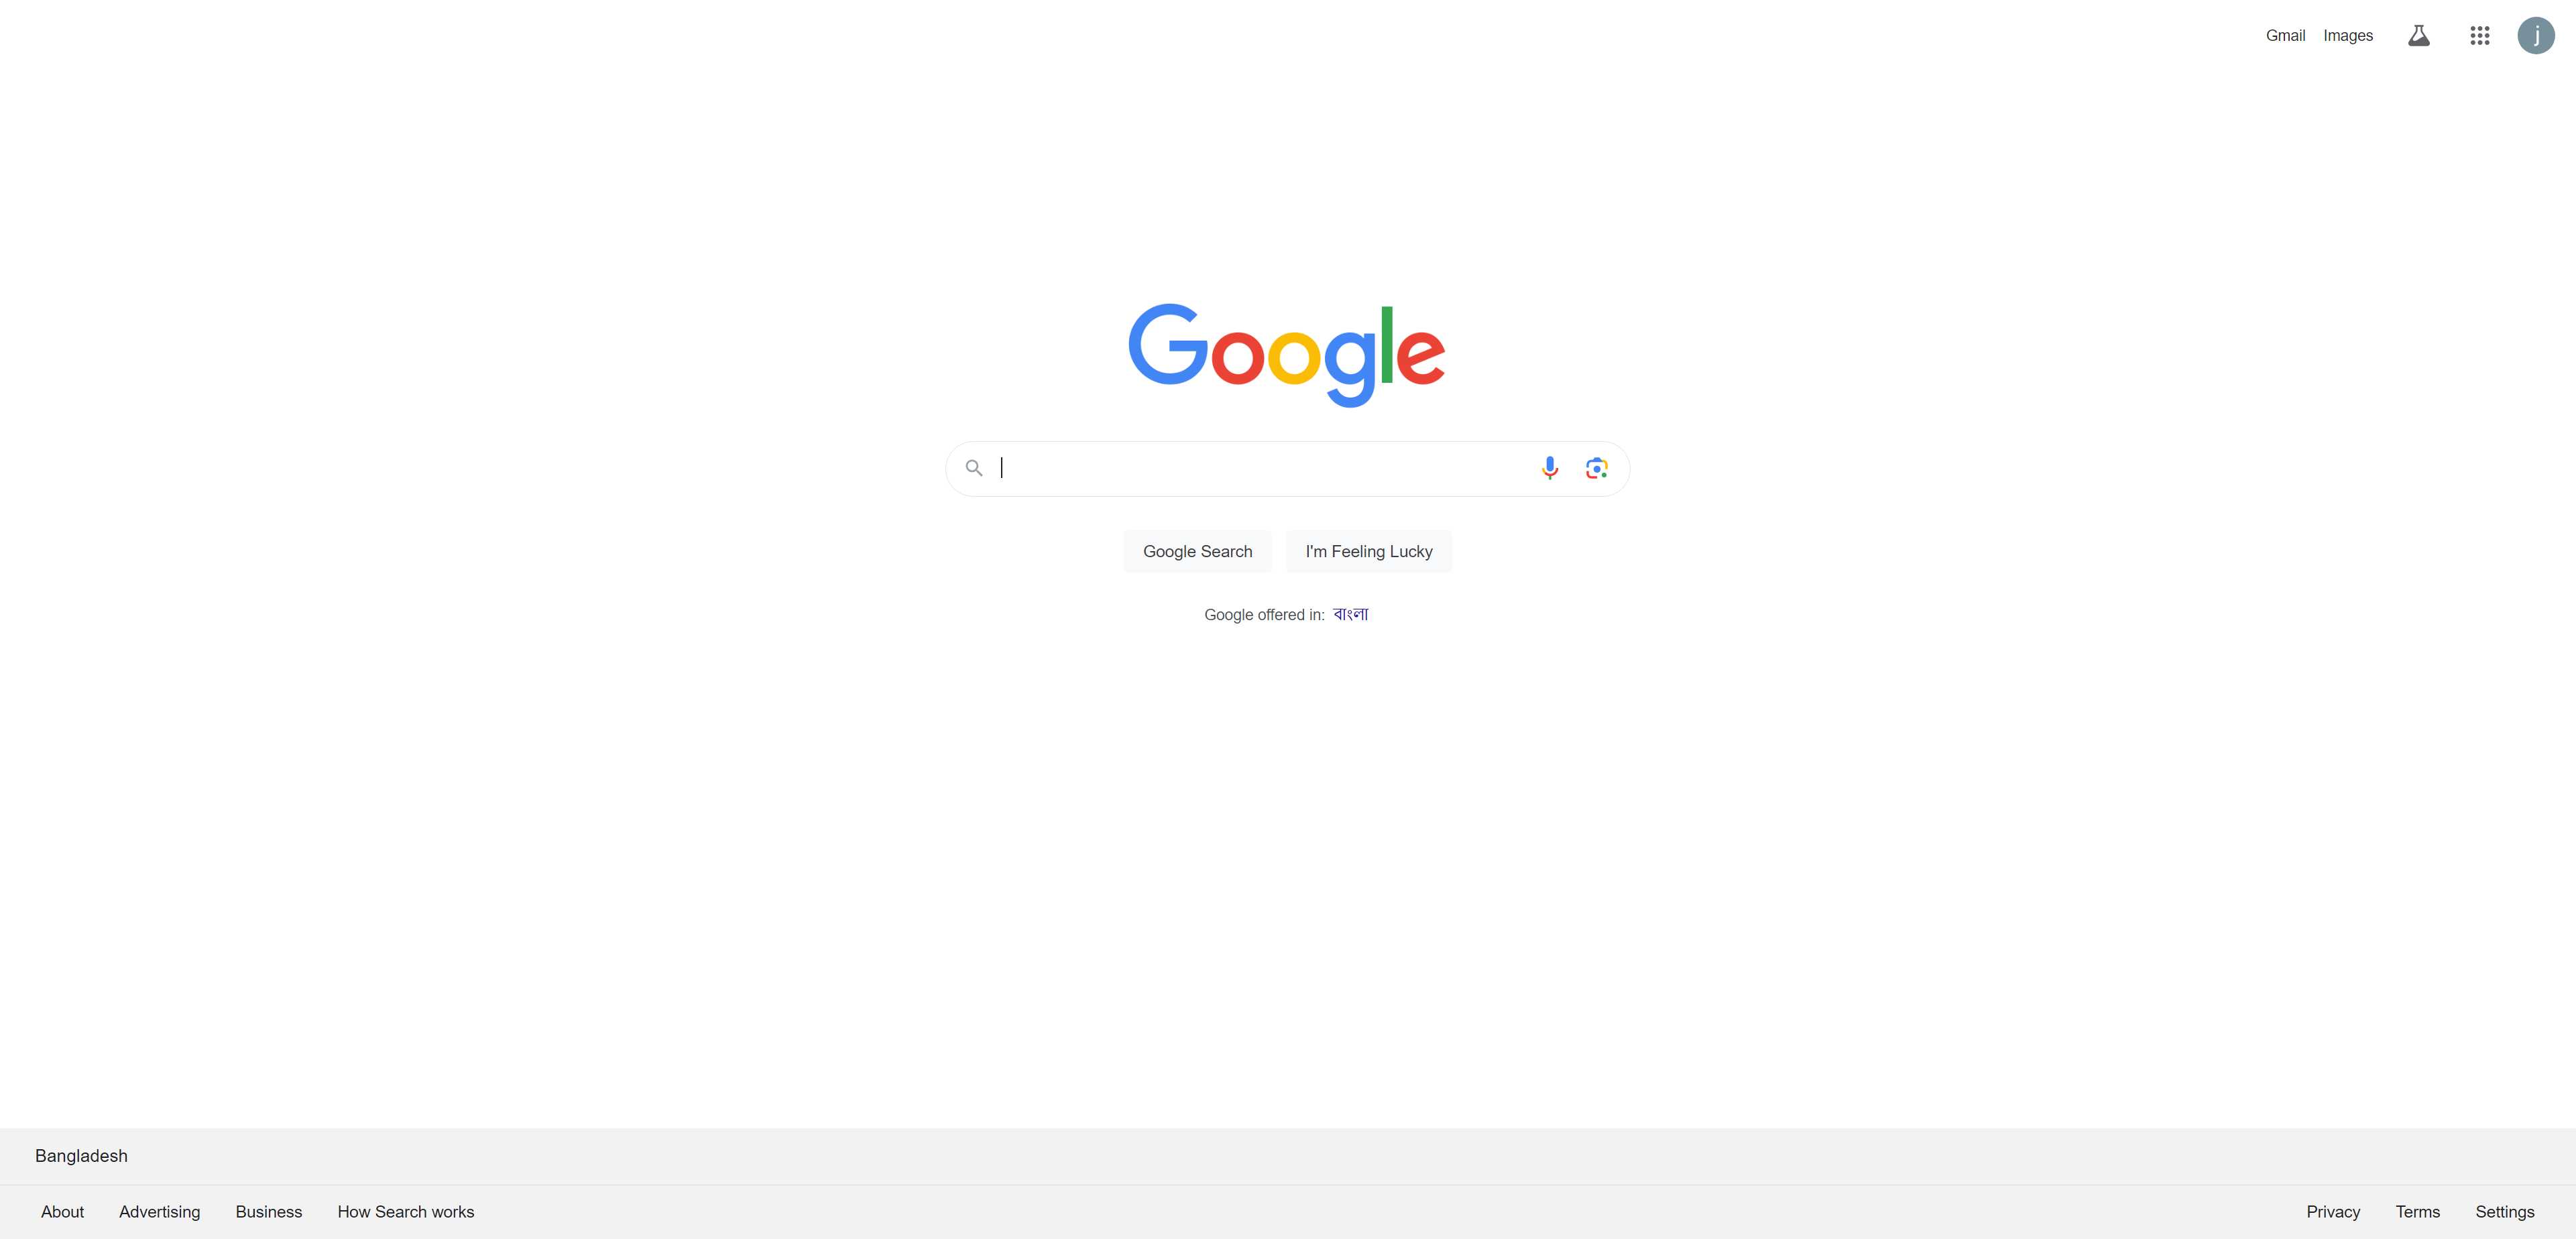 Gmail Images j
Google
Google Search I'm Feeling Lucky
Google offered in: বাংলা
Bangladesh
About Advertising Business How Search works Privacy Terms Settings